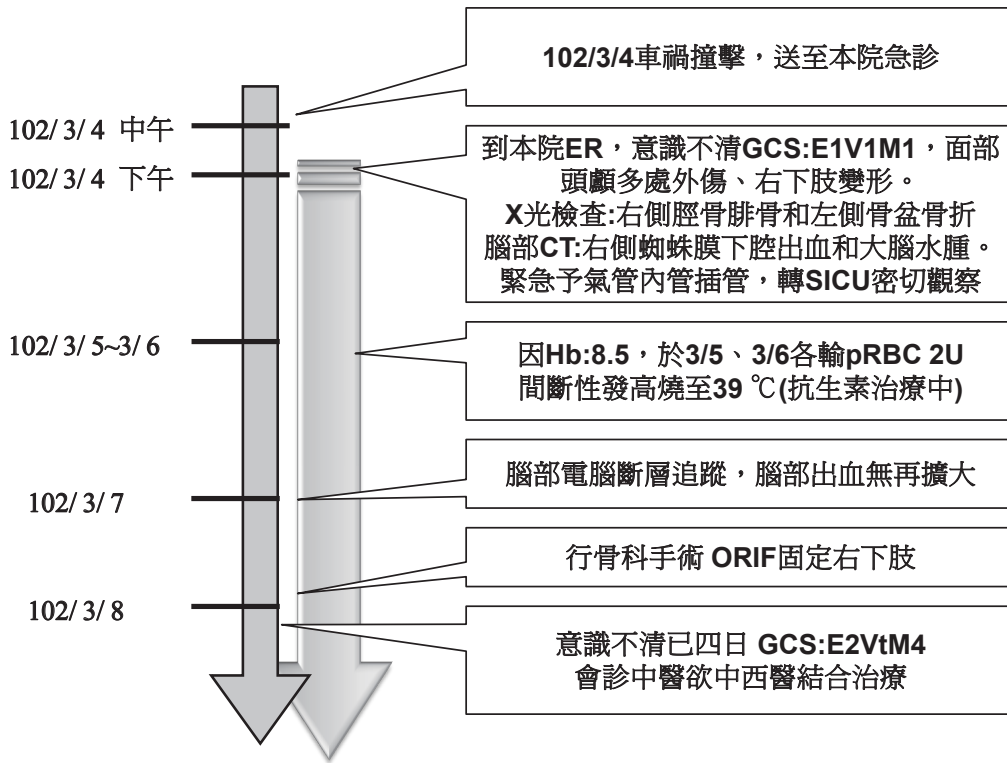 102/3/4車禍撞擊，送至本院急診
102/ 3/ 4 中午
102/ 3/ 4 下午
到本院ER，意識不清GCS:E1V1M1，面部
頭顱多處外傷、右下肢變形。
X光檢查:右側脛骨腓骨和左側骨盆骨折
腦部CT:右側蜘蛛膜下腔出血和大腦水腫。
緊急予氣管內管插管，轉SICU密切觀察
102/ 3/ 5~3/ 6
因Hb:8.5，於3/5、3/6各輸pRBC 2U
間斷性發高燒至39 ℃(抗生素治療中)
102/ 3/ 7
腦部電腦斷層追蹤，腦部出血無再擴大
行骨科手術 ORIF固定右下肢
102/ 3/ 8
意識不清已四日 GCS:E2VtM4
會診中醫欲中西醫結合治療